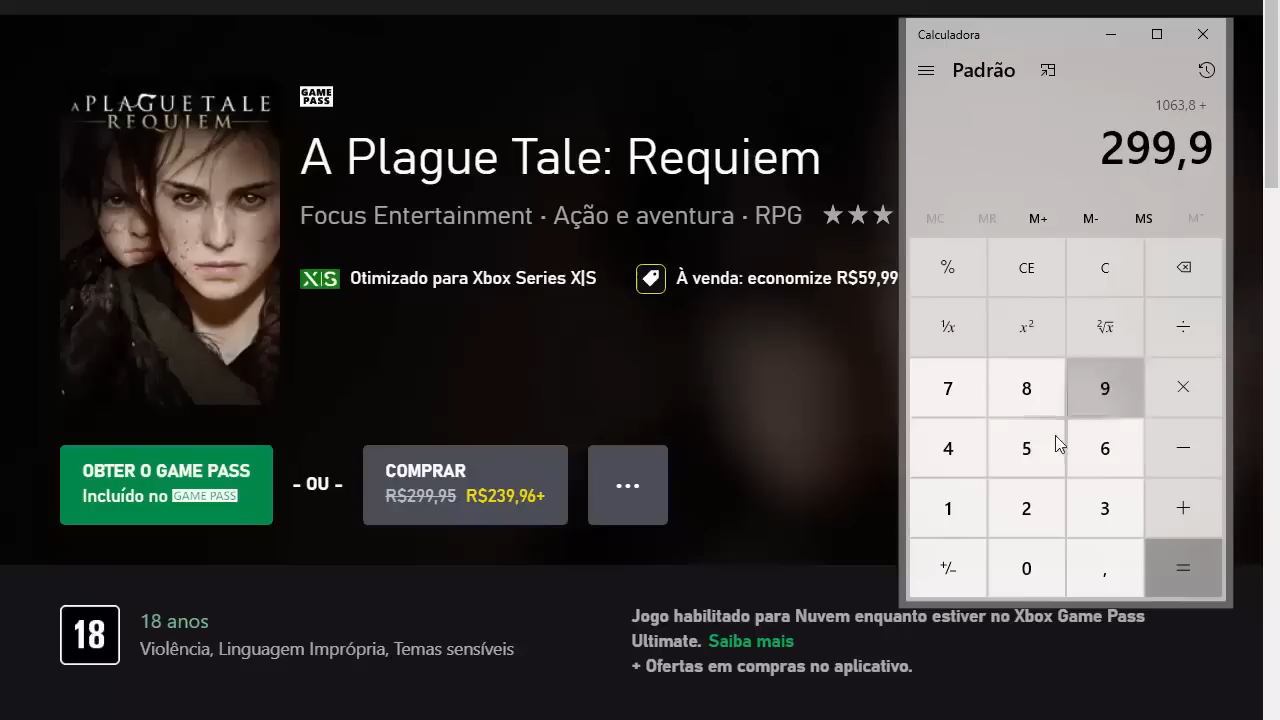 A PLAGUE TALE
REQUIEM
GAME
PASS
A Plague Tale: Requiem
Focus Entertainment · Ação e aventura · RPG
X|S Otimizado para Xbox Series X|S
À venda: economize R$59,99
OBTER O GAME PASS
Incluído no GAME PASS
- OU -
COMPRAR
R$299,95 R$239,96+
...
18
18 anos
Violência, Linguagem Imprópria, Temas sensíveis
Jogo habilitado para Nuvem enquanto estiver no Xbox Game Pass
Ultimate. Saiba mais
+ Ofertas em compras no aplicativo.
Calculadora
Padrão
1063,8 +
299,9
MC MR M+ M- MS M˅
% CE C
¹/x x² ²√x ÷
7 8 9 ×
4 5 6 −
1 2 3 +
+/− 0 , =